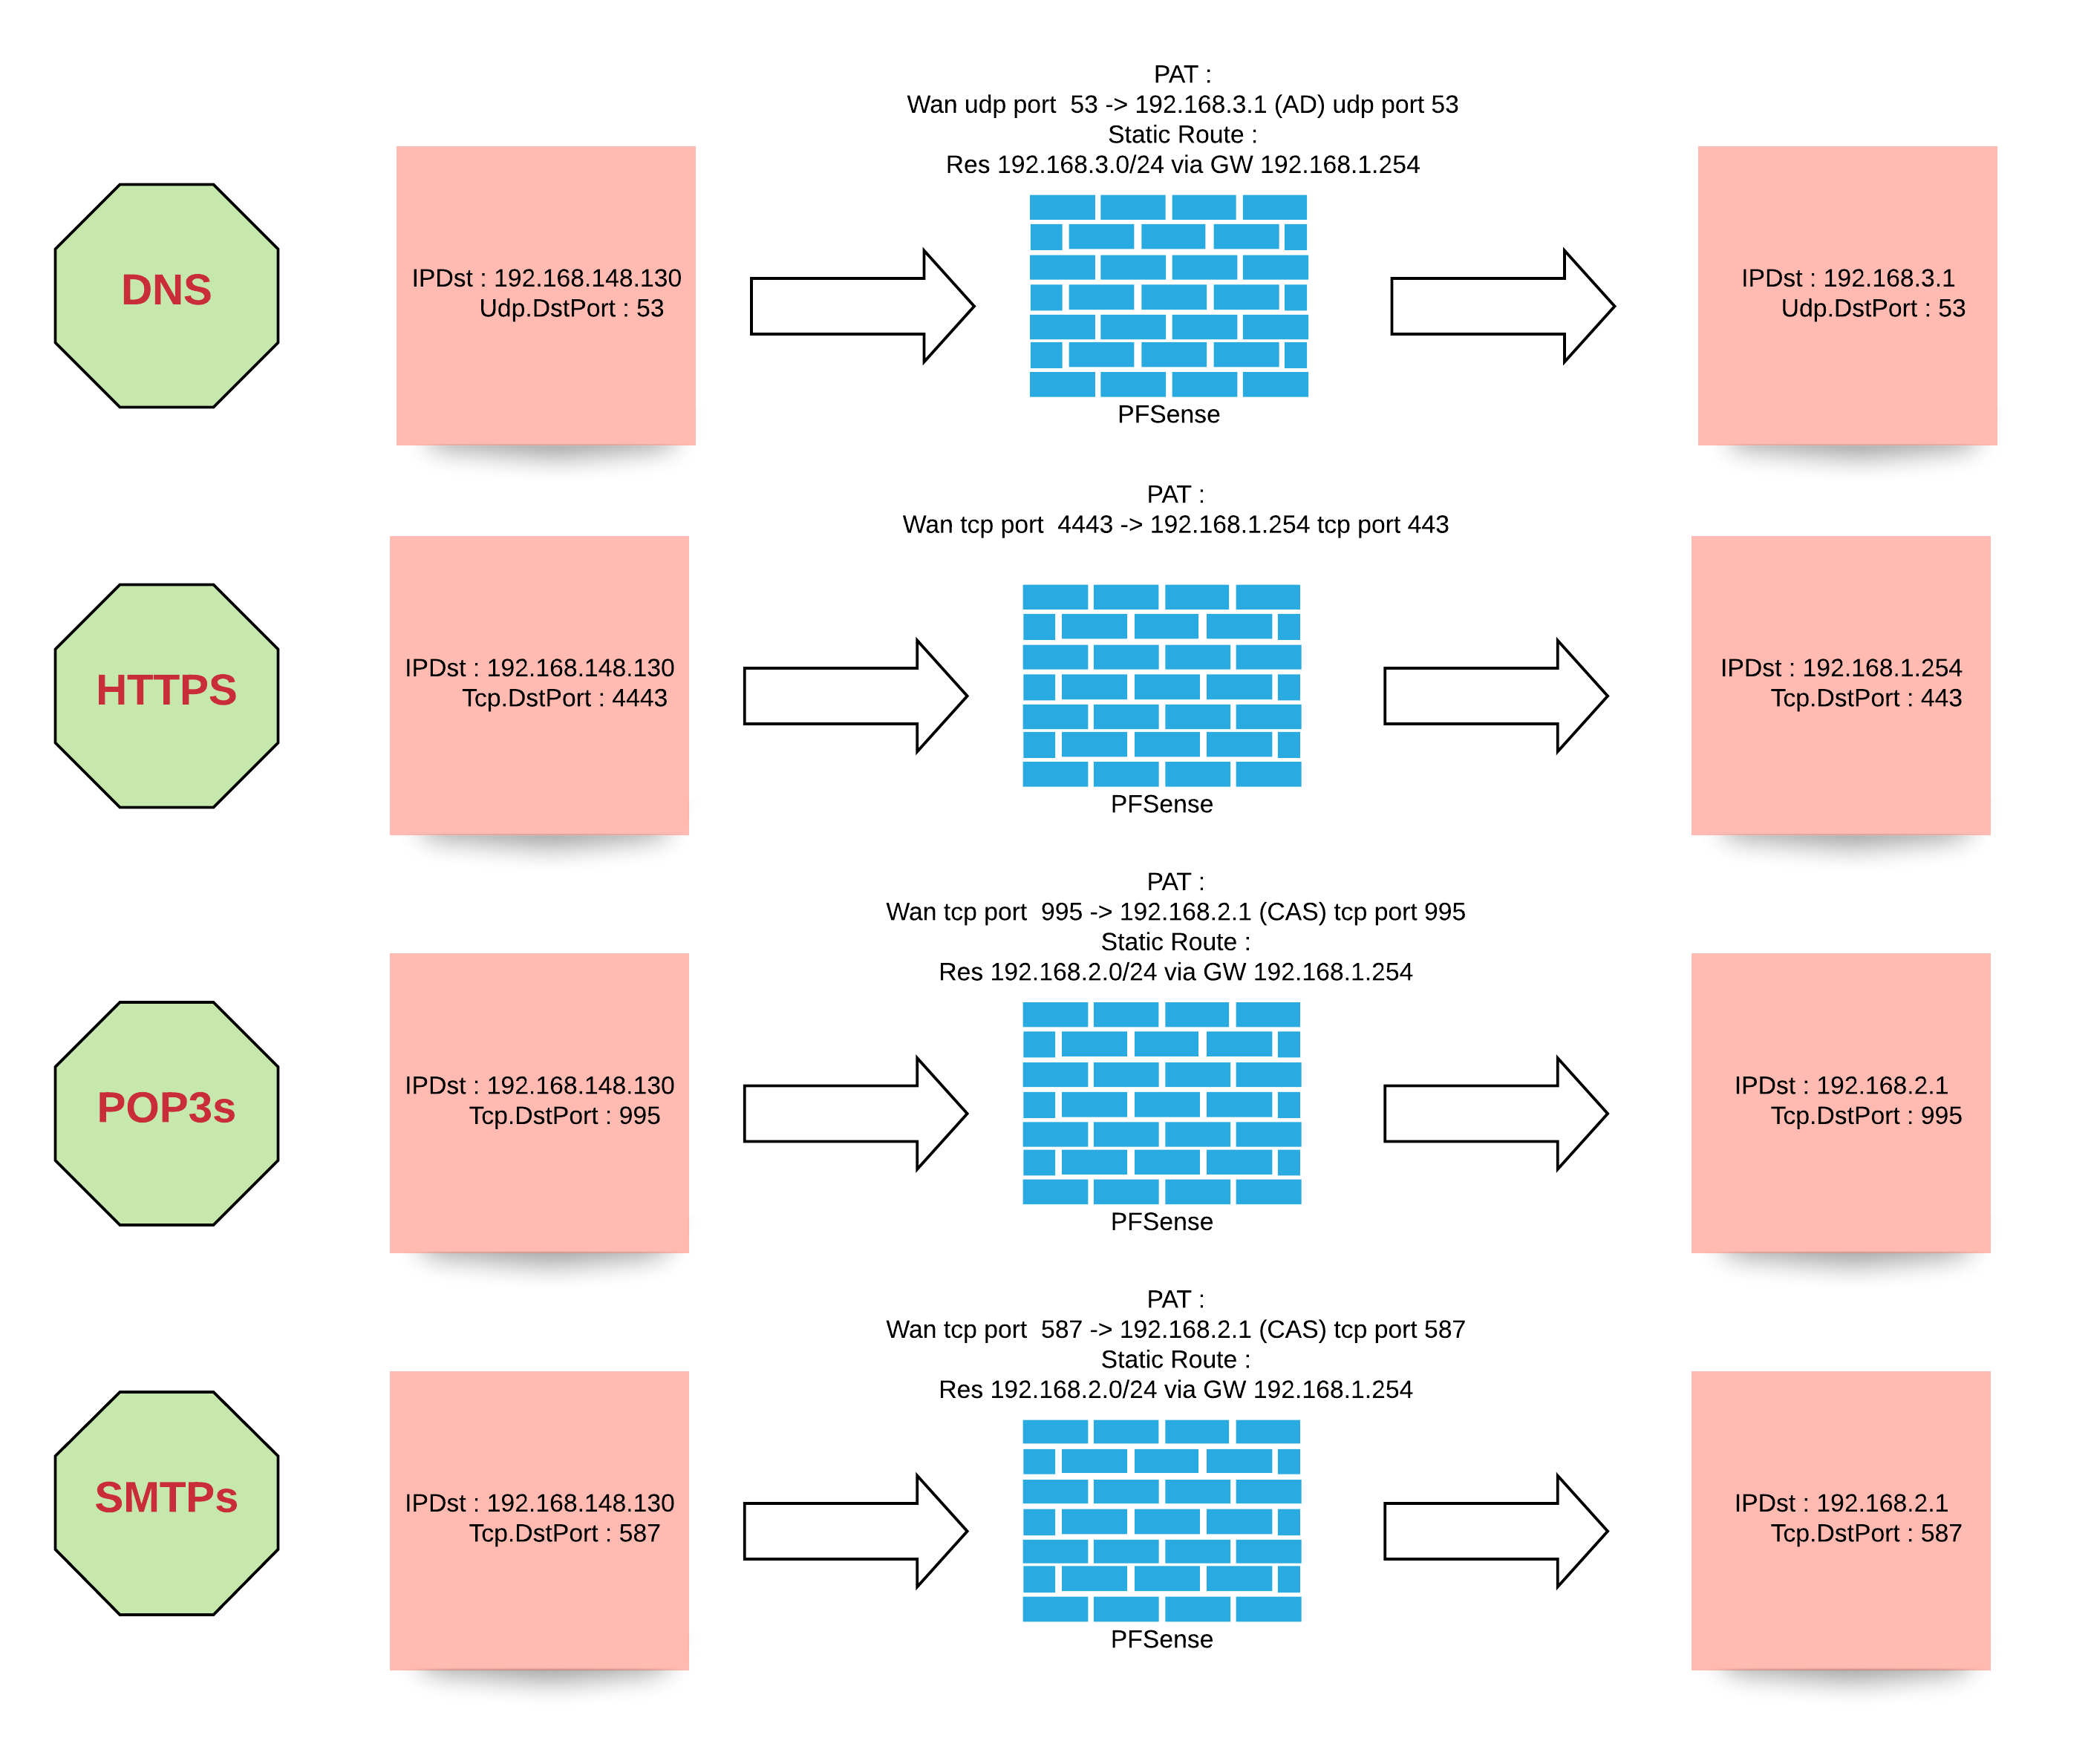 PAT :
Wan udp port  53 -> 192.168.3.1 (AD) udp port 53
Static Route :
Res 192.168.3.0/24 via GW 192.168.1.254
DNS
IPDst : 192.168.148.130
Udp.DstPort : 53
PFSense
IPDst : 192.168.3.1
Udp.DstPort : 53
PAT :
Wan tcp port  4443 -> 192.168.1.254 tcp port 443
HTTPS
IPDst : 192.168.148.130
Tcp.DstPort : 4443
PFSense
IPDst : 192.168.1.254
Tcp.DstPort : 443
PAT :
Wan tcp port  995 -> 192.168.2.1 (CAS) tcp port 995
Static Route :
Res 192.168.2.0/24 via GW 192.168.1.254
POP3s
IPDst : 192.168.148.130
Tcp.DstPort : 995
PFSense
IPDst : 192.168.2.1
Tcp.DstPort : 995
PAT :
Wan tcp port  587 -> 192.168.2.1 (CAS) tcp port 587
Static Route :
Res 192.168.2.0/24 via GW 192.168.1.254
SMTPs
IPDst : 192.168.148.130
Tcp.DstPort : 587
PFSense
IPDst : 192.168.2.1
Tcp.DstPort : 587